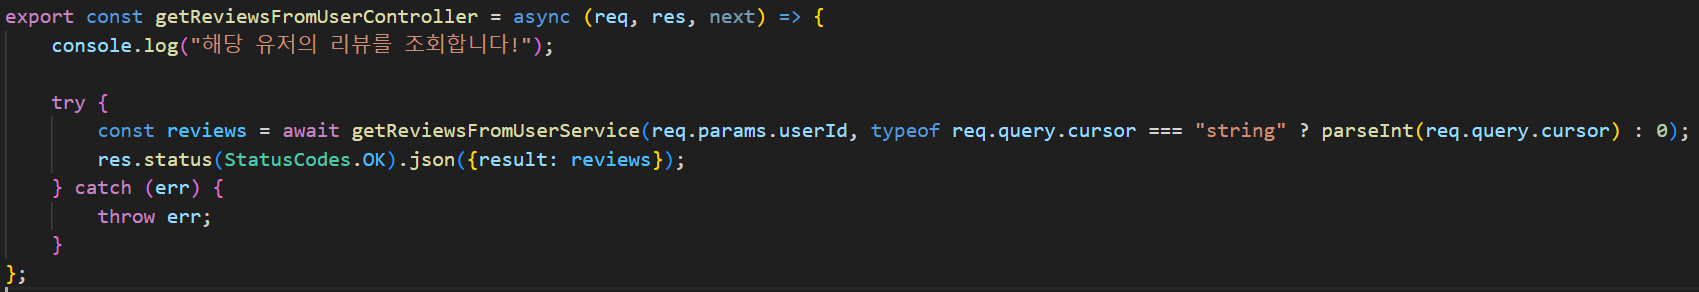 export const getReviewsFromUserController = async (req, res, next) => {
    console.log("해당 유저의 리뷰를 조회합니다!");

    try {
        const reviews = await getReviewsFromUserService(req.params.userId, typeof req.query.cursor === "string" ? parseInt(req.query.cursor) : 0);
        res.status(StatusCodes.OK).json({result: reviews});
    } catch (err) {
        throw err;
    }
};